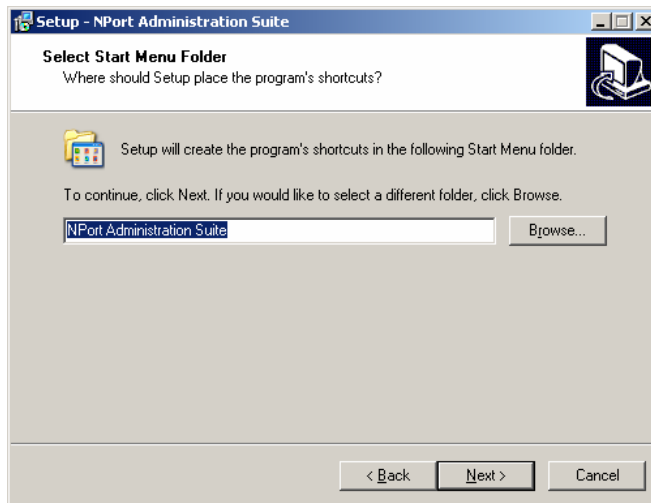 Setup - NPort Administration Suite
Select Start Menu Folder
Where should Setup place the program's shortcuts?
Setup will create the program's shortcuts in the following Start Menu folder.
To continue, click Next. If you would like to select a different folder, click Browse.
NPort Administration Suite
Browse...
< Back
Next >
Cancel